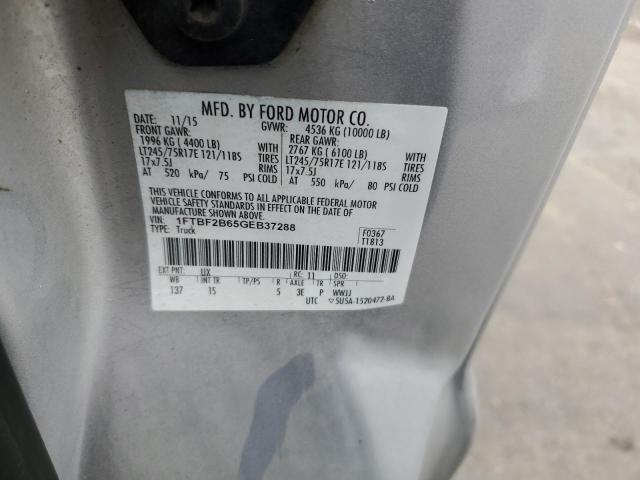 MFD. BY FORD MOTOR CO.
DATE: 11/15 GVWR: 4536 KG (10000 LB)
FRONT GAWR: REAR GAWR:
1996 KG ( 4400 LB) WITH 2767 KG ( 6100 LB) WITH
LT245/75R17E 121/118S TIRES LT245/75R17E 121/118S TIRES
17x7.5J RIMS 17x7.5J RIMS
AT 520 kPa/ 75 PSI COLD AT 550 kPa/ 80 PSI COLD
THIS VEHICLE CONFORMS TO ALL APPLICABLE FEDERAL MOTOR
VEHICLE SAFETY STANDARDS IN EFFECT ON THE DATE OF
MANUFACTURE SHOWN ABOVE.
VIN: 1FTBF2B65GEB37288 F0367
TYPE: Truck T1813
EXT PNT: UX RC: 11 DSO:
WB INT TR TP/PS R AXLE TR SPR
137 15 5 3E P WWJJ
UTC 5U5A-1520472-BA